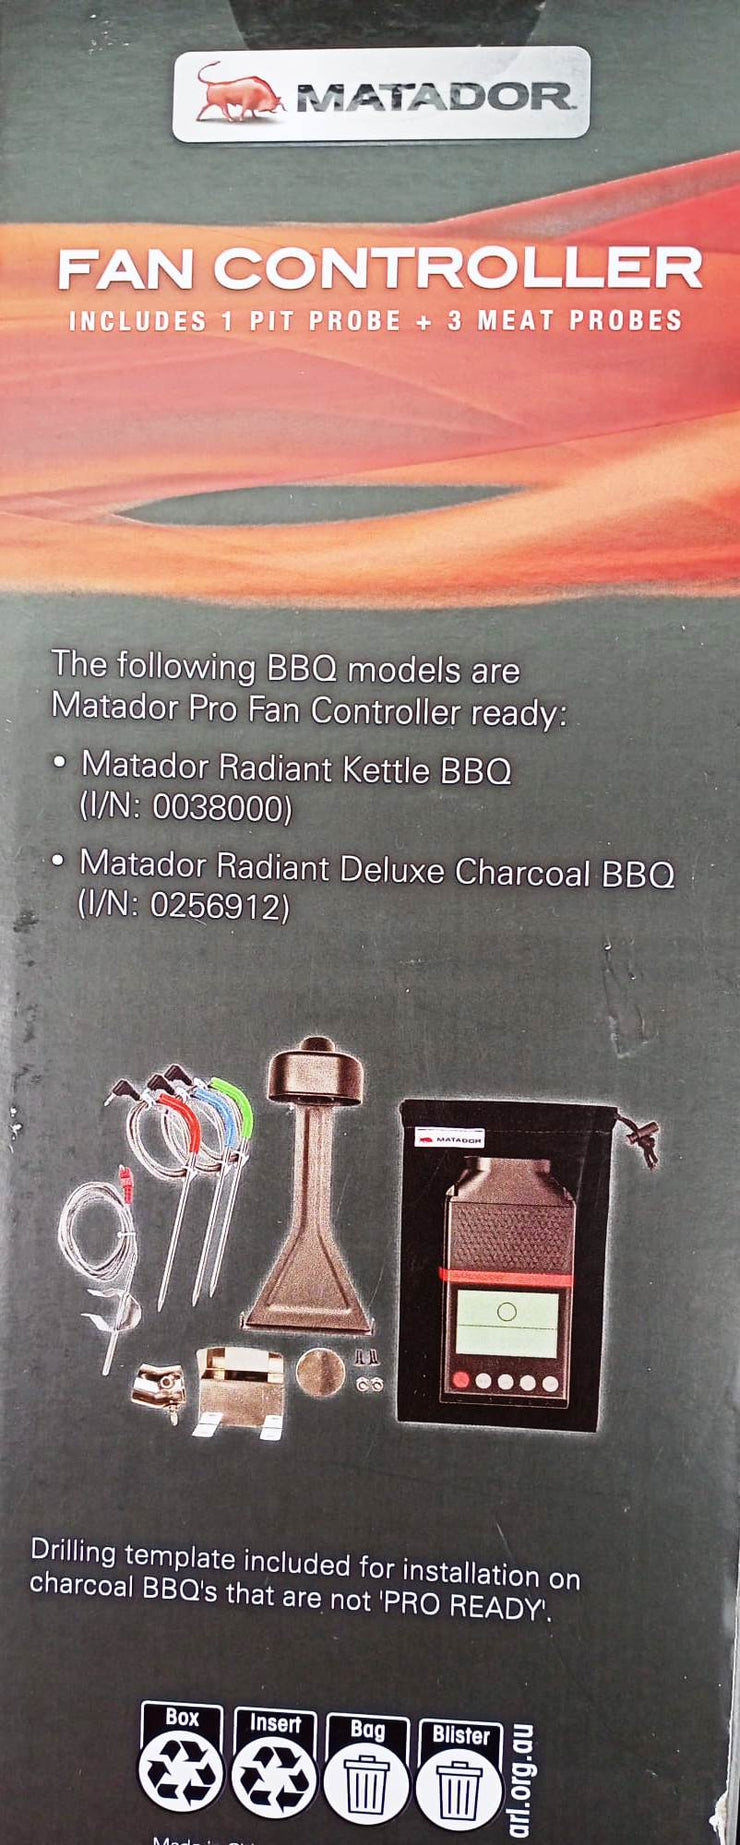 MATADOR
FAN CONTROLLER
INCLUDES 1 PIT PROBE + 3 MEAT PROBES
The following BBQ models are
Matador Pro Fan Controller ready:
• Matador Radiant Kettle BBQ
(I/N: 0038000)
• Matador Radiant Deluxe Charcoal BBQ
(I/N: 0256912)
MATADOR
Drilling template included for installation on
charcoal BBQ's that are not 'PRO READY'.
Box Insert Bag Blister
arl.org.au
Made in